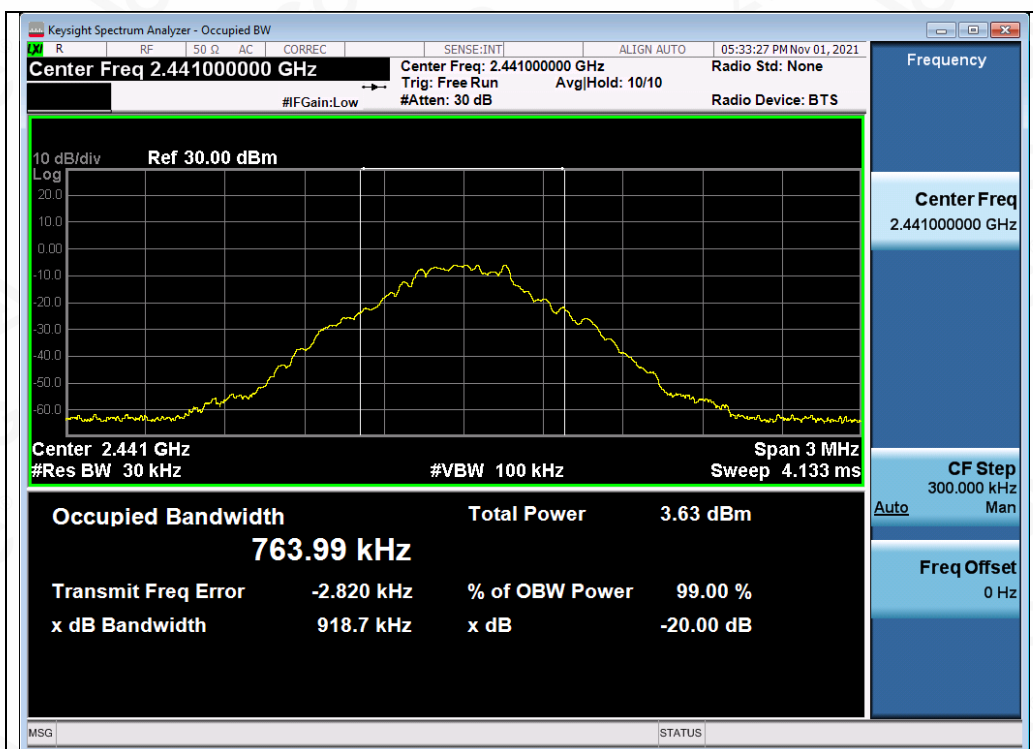 Keysight Spectrum Analyzer - Occupied BW
LXI R RF 50 Ω AC CORREC SENSE:INT ALIGN AUTO 05:33:27 PM Nov 01, 2021
Center Freq 2.441000000 GHz
Center Freq: 2.441000000 GHz Radio Std: None
Trig: Free Run Avg|Hold: 10/10
#IFGain:Low #Atten: 30 dB Radio Device: BTS
Frequency
10 dB/div Ref 30.00 dBm
Log
20.0
10.0
0.00
-10.0
-20.0
-30.0
-40.0
-50.0
-60.0
Center 2.441 GHz Span 3 MHz
#Res BW 30 kHz #VBW 100 kHz Sweep 4.133 ms
Center Freq
2.441000000 GHz
CF Step
300.000 kHz
Auto Man
Freq Offset
0 Hz
Occupied Bandwidth Total Power 3.63 dBm
763.99 kHz
Transmit Freq Error -2.820 kHz % of OBW Power 99.00 %
x dB Bandwidth 918.7 kHz x dB -20.00 dB
MSG STATUS